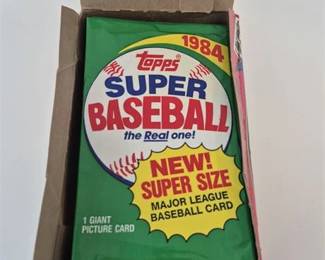 1984
Topps
SUPER
BASEBALL
the Real one!
NEW!
SUPER SIZE
MAJOR LEAGUE
BASEBALL CARD
1 GIANT
PICTURE CARD